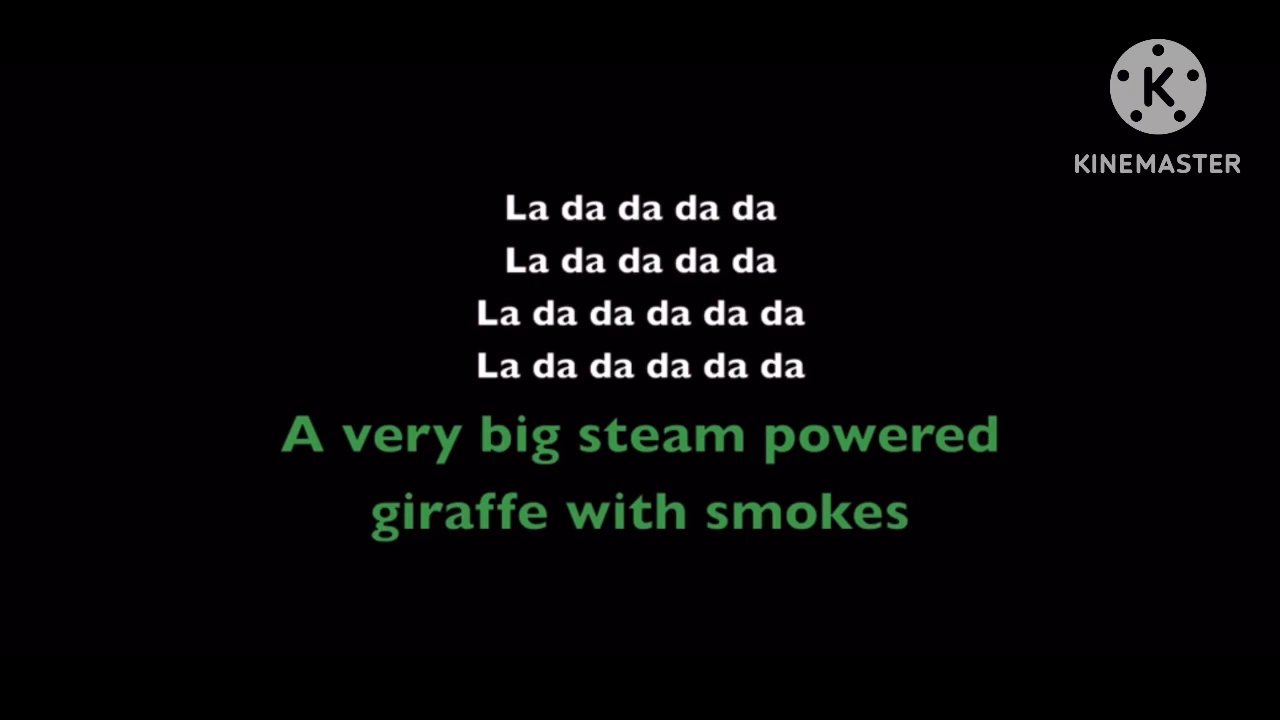 K
KINEMASTER
La da da da da
La da da da da
La da da da da da
La da da da da da
A very big steam powered
giraffe with smokes